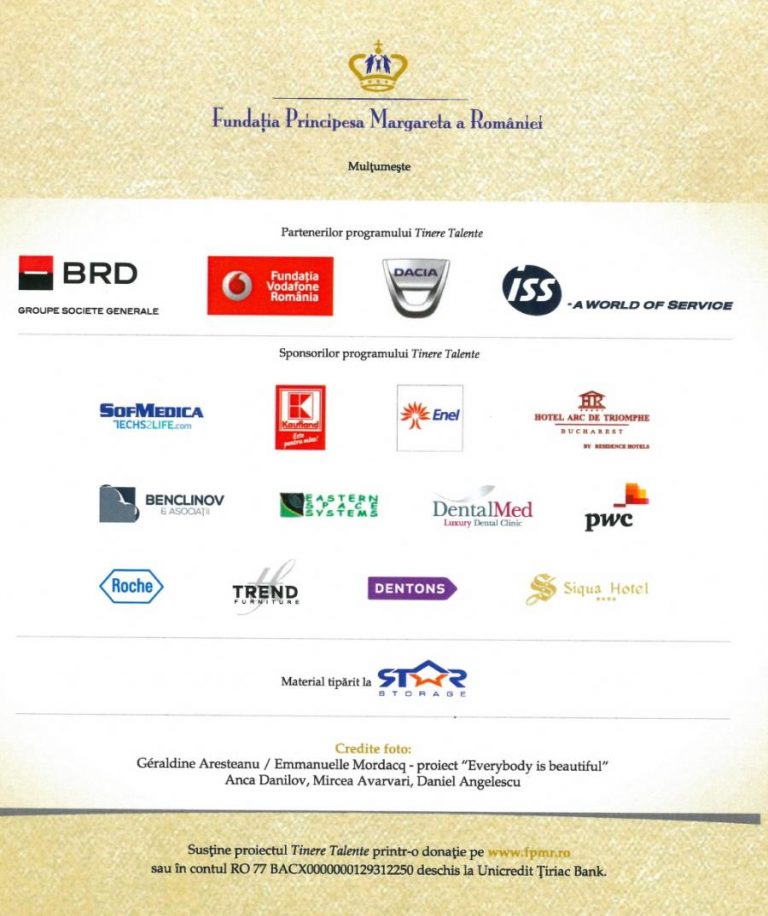 Fundația Principesa Margareta a României
Mulțumește
Partenerilor programului Tinere Talente
BRD
GROUPE SOCIETE GENERALE
Fundația
Vodafone
România
DACIA
ISS
-A WORLD OF SERVICE
Sponsorilor programului Tinere Talente
SOFMEDICA
TECHS2LIFE.com
K
Kaufland
Este
pentru mine!
Enel
HR
HOTEL ARC DE TRIOMPHE
BUCHAREST
BY RESIDENCE HOTELS
BENCLINOV
& ASOCIAȚII
EASTERN
SPACE
SYSTEMS
DentalMed
Luxury Dental Clinic
pwc
Roche
TREND
FURNITURE
DENTONS
S Siqua Hotel
Material tipărit la STAR
STORAGE
Credite foto:
Géraldine Aresteanu / Emmanuelle Mordacq - proiect “Everybody is beautiful”
Anca Danilov, Mircea Avarvari, Daniel Angelescu
Susține proiectul Tinere Talente printr-o donație pe www.fpmr.ro
sau în contul RO 77 BACX0000000129312250 deschis la Unicredit Țiriac Bank.